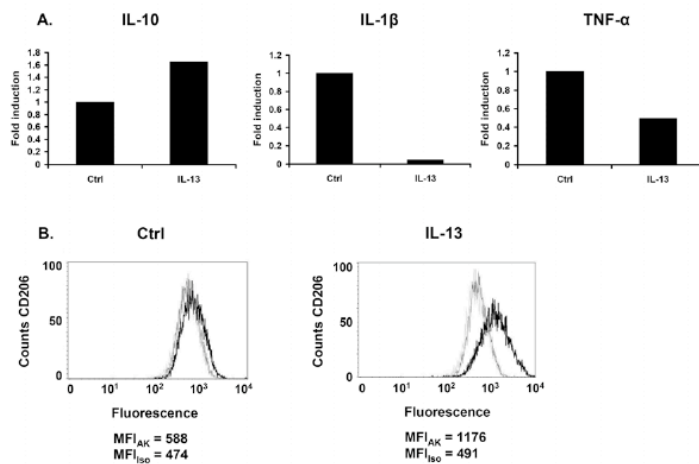 A. IL-10 IL-1β TNF-α
Fold induction
1.8
1.6
1.4
1.2
1
0.8
0.6
0.4
0.2
0
Ctrl IL-13
Fold induction
1.2
1
0.8
0.6
0.4
0.2
0
Ctrl IL-13
Fold induction
1.2
1
0.8
0.6
0.4
0.2
0
Ctrl IL-13
B. Ctrl IL-13
Counts CD206
100
50
0
0 10¹ 10² 10³ 10⁴
Fluorescence
MFI_AK = 588
MFI_Iso = 474
Counts CD206
100
50
0
0 10¹ 10² 10³ 10⁴
Fluorescence
MFI_AK = 1176
MFI_Iso = 491